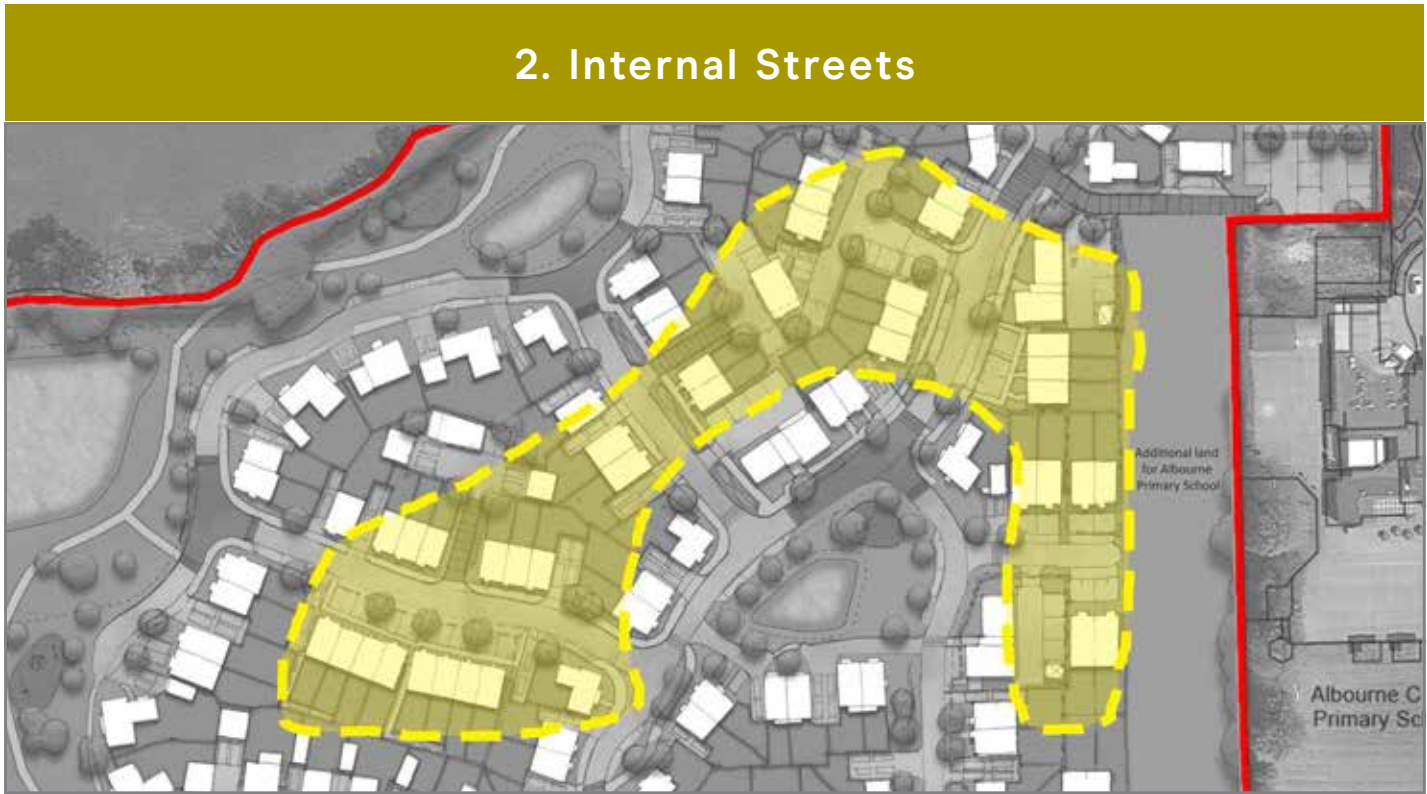 2. Internal Streets
Additional land
for Albourne
Primary School
Albourne C
Primary Sc